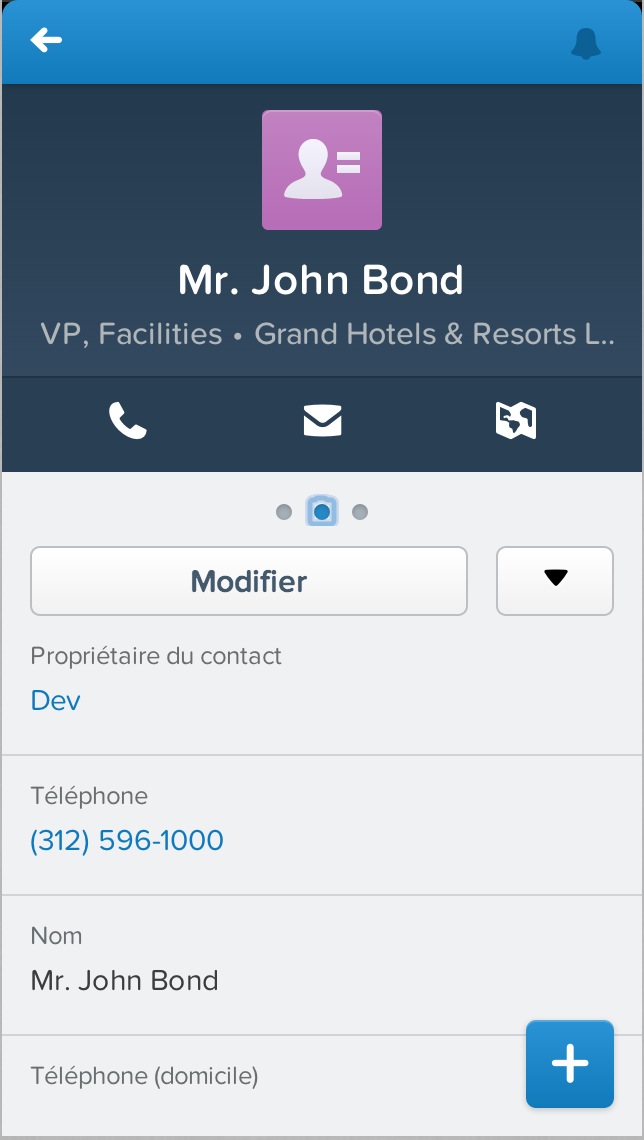 Mr. John Bond
VP, Facilities • Grand Hotels & Resorts L..
Modifier
Propriétaire du contact
Dev
Téléphone
(312) 596-1000
Nom
Mr. John Bond
Téléphone (domicile)